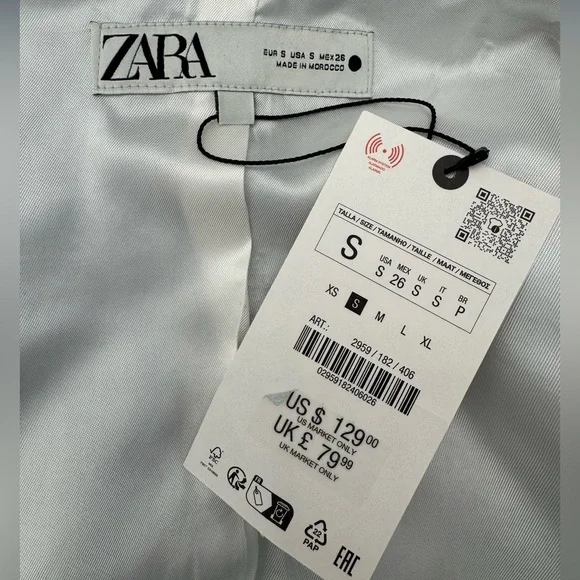 ZARA
EUR S USA S MEX 26
MADE IN MOROCCO
TALLA / SIZE / TAMANHO / TAILLE / MAAT / ΜΕΓΕΘΟΣ
S
USA MEX UK IT BR
S 26 S S P
XS S M L XL
ART.:
2959 / 182 / 406
02959182406026
US $ 129.00
US MARKET ONLY
UK £ 79.99
UK MARKET ONLY
FSC
FR
22
PAP
EAC